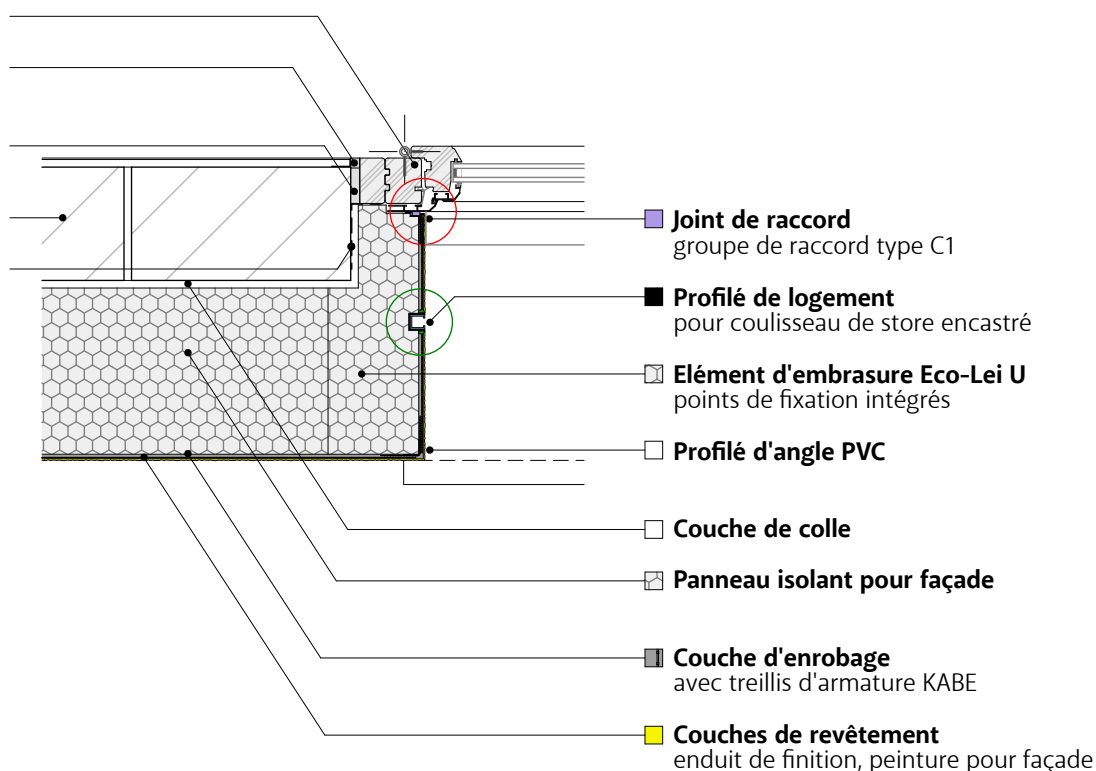 Joint de raccord
groupe de raccord type C1
Profilé de logement
pour coulisseau de store encastré
Elément d'embrasure Eco-Lei U
points de fixation intégrés
Profilé d'angle PVC
Couche de colle
Panneau isolant pour façade
Couche d'enrobage
avec treillis d'armature KABE
Couches de revêtement
enduit de finition, peinture pour façade